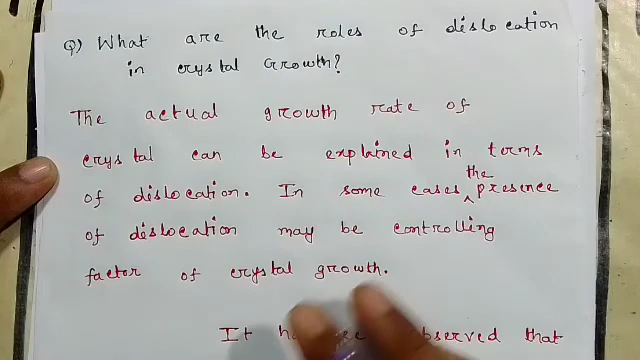 Q) What are the roles of dislocation
in crystal Growth?
The actual growth rate of
crystal can be explained in terms
of dislocation. In some cases the presence
of dislocation may be controlling
factor of crystal growth.
It observed that